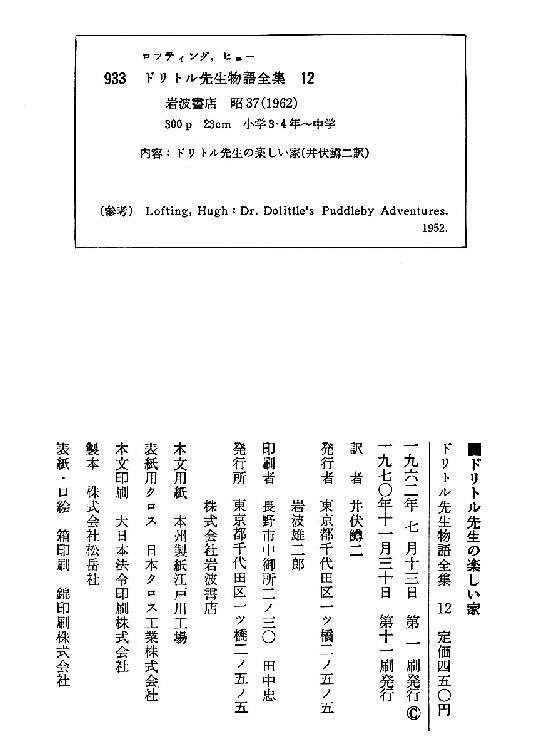 ロフティング, ヒュー
933 ドリトル先生物語全集 12
岩波書店 昭37(1962)
300p 23cm 小学3・4年〜中学
内容：ドリトル先生の楽しい家(井伏鱒二訳)
(参考) Lofting, Hugh : Dr. Dolittle's Puddleby Adventures.
1952.
■ドリトル先生の楽しい家
ドリトル先生物語全集 12 定価四五〇円
一九六二年 七月十三日 第一刷発行 ©
一九七〇年十一月三十日 第十一刷発行
訳者 井伏鱒二
発行者 東京都千代田区一ツ橋二ノ五ノ五
岩波雄二郎
印刷者 長野市中御所二ノ三〇 田中忠
発行所 東京都千代田区一ツ橋二ノ五ノ五
株式会社岩波書店
本文用紙 本州製紙江戸川工場
表紙用クロス 日本クロス工業株式会社
本文印刷 大日本法令印刷株式会社
製本 株式会社松岳社
表紙・口絵 箱印刷 錦印刷株式会社